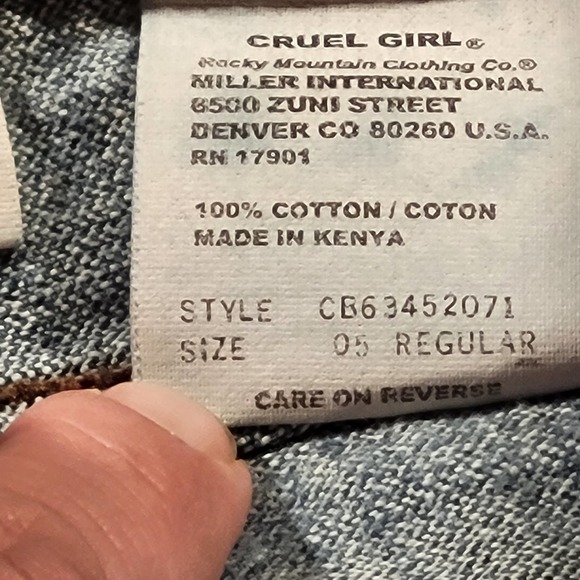 CRUEL GIRL®
Rocky Mountain Clothing Co.®
MILLER INTERNATIONAL
8500 ZUNI STREET
DENVER CO 80260 U.S.A.
RN 17901
100% COTTON / COTON
MADE IN KENYA
STYLE CB63452071
SIZE 05 REGULAR
CARE ON REVERSE